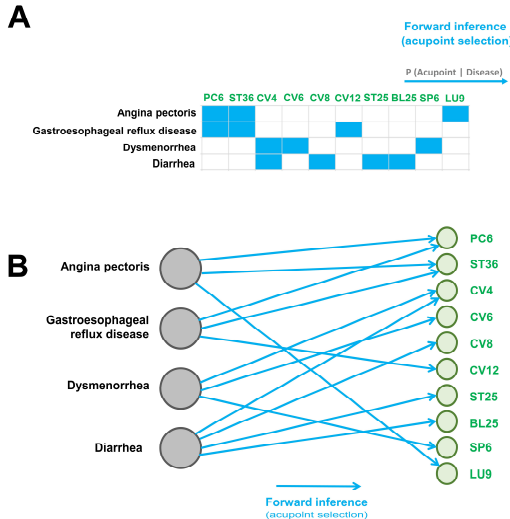 A
Forward inference
(acupoint selection)
P (Acupoint | Disease)
PC6 ST36 CV4 CV6 CV8 CV12 ST25 BL25 SP6 LU9
Angina pectoris
Gastroesophageal reflux disease
Dysmenorrhea
Diarrhea
B
Angina pectoris
Gastroesophageal
reflux disease
Dysmenorrhea
Diarrhea
PC6
ST36
CV4
CV6
CV8
CV12
ST25
BL25
SP6
LU9
Forward inference
(acupoint selection)